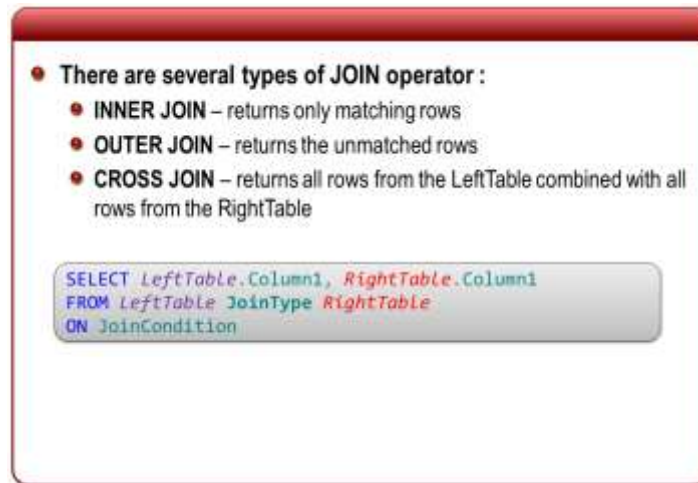 There are several types of JOIN operator :
INNER JOIN – returns only matching rows
OUTER JOIN – returns the unmatched rows
CROSS JOIN – returns all rows from the LeftTable combined with all
rows from the RightTable
SELECT LeftTable.Column1, RightTable.Column1
FROM LeftTable JoinType RightTable
ON JoinCondition